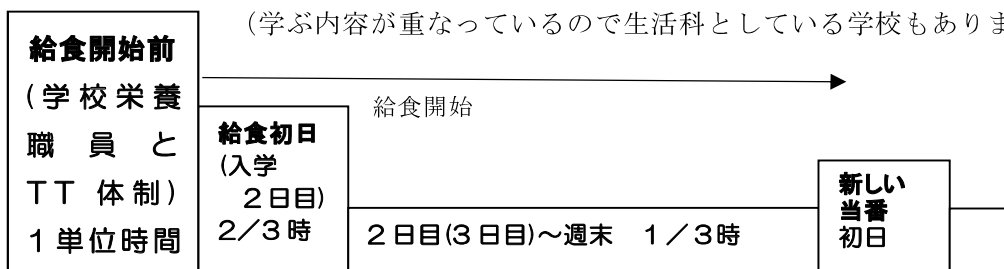 (学ぶ内容が重なっているので生活科としている学校もありま
給食開始前
(学校栄養
職員と
TT 体制)
1単位時間
給食開始
給食初日
(入学
2日目)
2/3時
2日目(3日目)~週末 1/3時
新しい
当番
初日